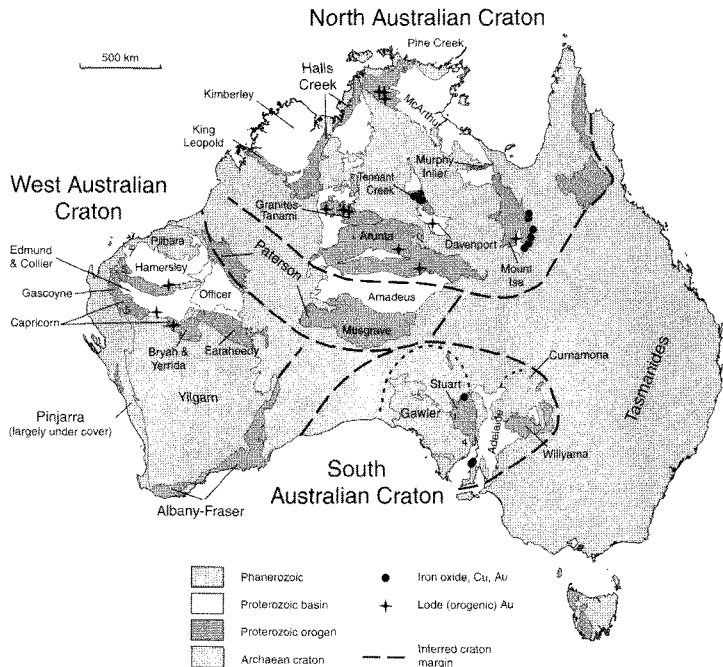 North Australian Craton
500 km
Pine Creek
Halls
Creek
Kimberley
McArthur
King
Leopold
Murphy
Inlier
Tennant
Creek
West Australian
Craton
Granites
Tanami
Davenport
Arunta
Mount
Isa
Edmund
& Collier
Pilbara
Hamersley
Paterson
Gascoyne
Officer
Amadeus
Capricorn
Musgrave
Bryah &
Yerrida
Earaheedy
Curnamona
Stuart
Tasmanides
Yilgarn
Gawler
Adelaide
Pinjarra
(largely under cover)
Willyama
South
Australian Craton
Albany-Fraser
Phanerozoic
Iron oxide, Cu, Au
Proterozoic basin
Lode (orogenic) Au
Proterozoic orogen
Inferred craton
margin
Archaean craton